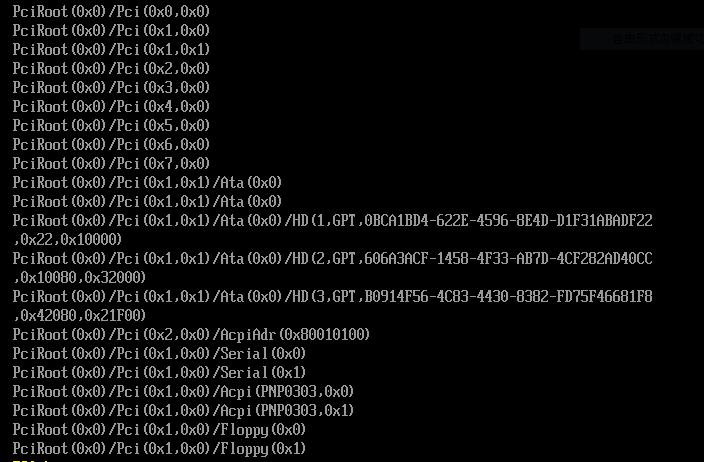 PciRoot(0x0)/Pci(0x0,0x0)
PciRoot(0x0)/Pci(0x1,0x0)
PciRoot(0x0)/Pci(0x1,0x1)
PciRoot(0x0)/Pci(0x2,0x0)
PciRoot(0x0)/Pci(0x3,0x0)
PciRoot(0x0)/Pci(0x4,0x0)
PciRoot(0x0)/Pci(0x5,0x0)
PciRoot(0x0)/Pci(0x6,0x0)
PciRoot(0x0)/Pci(0x7,0x0)
PciRoot(0x0)/Pci(0x1,0x1)/Ata(0x0)
PciRoot(0x0)/Pci(0x1,0x1)/Ata(0x0)
PciRoot(0x0)/Pci(0x1,0x1)/Ata(0x0)/HD(1,GPT,0BCA1BD4-622E-4596-8E4D-D1F31ABADF22
,0x22,0x10000)
PciRoot(0x0)/Pci(0x1,0x1)/Ata(0x0)/HD(2,GPT,606A3ACF-1458-4F33-AB7D-4CF282AD40CC
,0x10080,0x32000)
PciRoot(0x0)/Pci(0x1,0x1)/Ata(0x0)/HD(3,GPT,B0914F56-4C83-4430-8382-FD75F46681F8
,0x42080,0x21F00)
PciRoot(0x0)/Pci(0x2,0x0)/AcpiAdr(0x80010100)
PciRoot(0x0)/Pci(0x1,0x0)/Serial(0x0)
PciRoot(0x0)/Pci(0x1,0x0)/Serial(0x1)
PciRoot(0x0)/Pci(0x1,0x0)/Acpi(PNP0303,0x0)
PciRoot(0x0)/Pci(0x1,0x0)/Acpi(PNP0303,0x1)
PciRoot(0x0)/Pci(0x1,0x0)/Floppy(0x0)
PciRoot(0x0)/Pci(0x1,0x0)/Floppy(0x1)